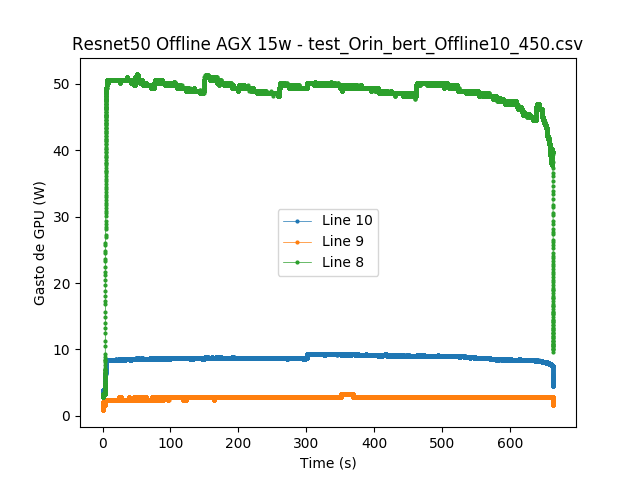 Resnet50 Offline AGX 15w - test_Orin_bert_Offline10_450.csv
50
40
30
20
10
0
Gasto de GPU (W)
Line 10
Line 9
Line 8
0 100 200 300 400 500 600
Time (s)